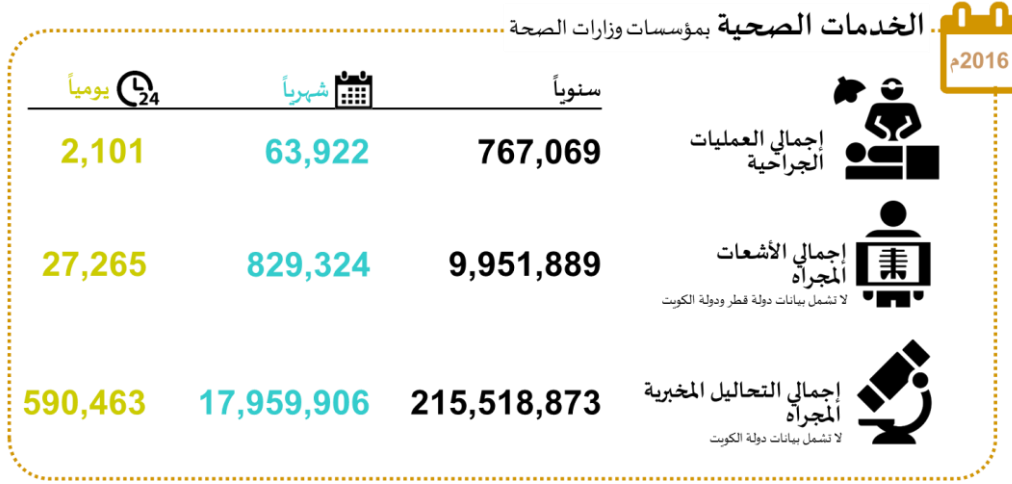 الخدمات الصحية بمؤسسات وزارات الصحة
2016م
سنوياً شهرياً 24 يومياً
إجمالي العمليات
الجراحية
767,069 63,922 2,101
إجمالي الأشعات
المجراه
لا تشمل بيانات دولة قطر ودولة الكويت
9,951,889 829,324 27,265
إجمالي التحاليل المخبرية
المجراه
لا تشمل بيانات دولة الكويت
215,518,873 17,959,906 590,463